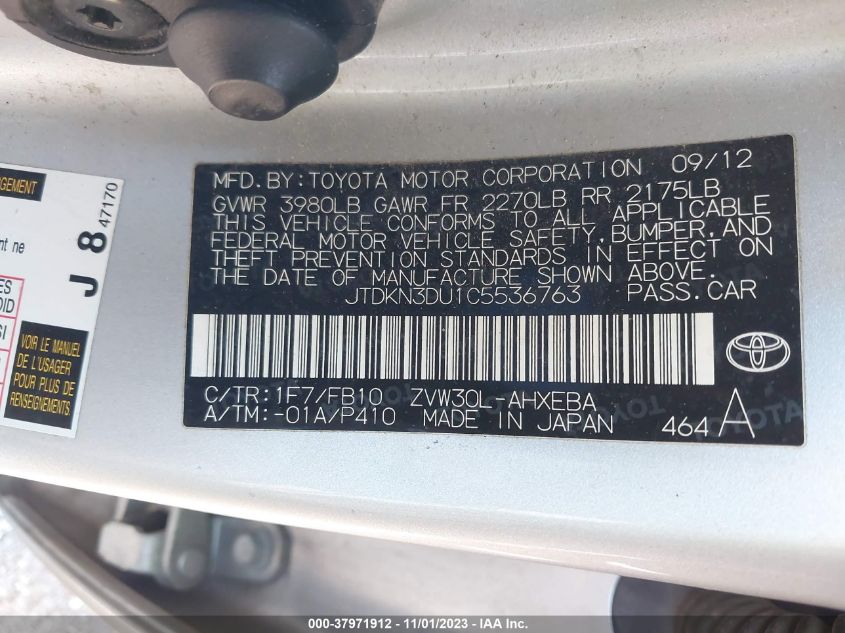 MFD.BY:TOYOTA MOTOR CORPORATION 09/12
GVWR 3980LB GAWR FR 2270LB RR 2175LB
THIS VEHICLE CONFORMS TO ALL APPLICABLE
FEDERAL MOTOR VEHICLE SAFETY,BUMPER,AND
THEFT PREVENTION STANDARDS IN EFFECT ON
THE DATE OF MANUFACTURE SHOWN ABOVE.
JTDKN3DU1C5536763 PASS.CAR
C/TR:1F7/FB10 ZVW30L-AHXEBA
A/TM:-01A/P410 MADE IN JAPAN 464 A
J 8 47170
VOIR LE MANUEL
DE L'USAGER
POUR PLUS DE
RENSEIGNEMENTS
000-37971912 - 11/01/2023 - IAA Inc.